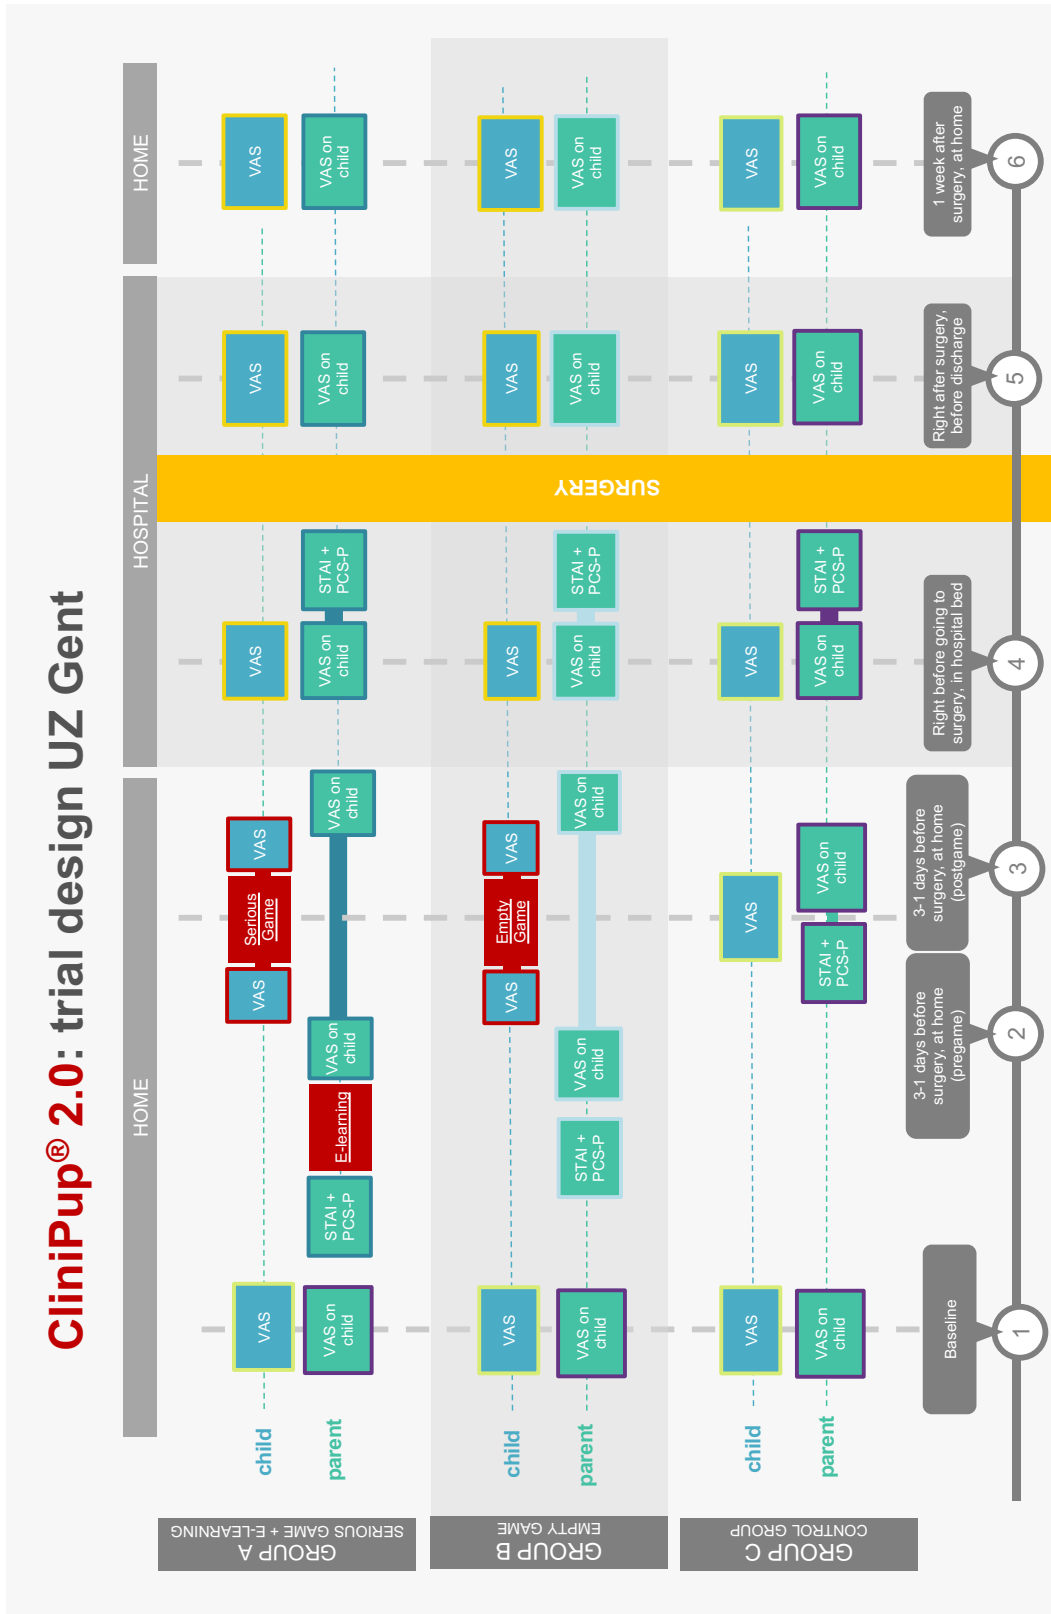 CliniPup® 2.0: trial design UZ Gent
HOME
HOSPITAL
HOME
GROUP A
SERIOUS GAME + E-LEARNING
child
VAS
VAS
Serious
Game
VAS
VAS
VAS
VAS
parent
VAS on
child
STAI +
PCS-P
E-learning
VAS on
child
VAS on
child
VAS on
child
STAI +
PCS-P
VAS on
child
VAS on
child
SURGERY
GROUP B
EMPTY GAME
child
VAS
VAS
Empty
Game
VAS
VAS
VAS
VAS
parent
VAS on
child
STAI +
PCS-P
VAS on
child
VAS on
child
VAS on
child
STAI +
PCS-P
VAS on
child
VAS on
child
GROUP C
CONTROL GROUP
child
VAS
VAS
VAS
VAS
VAS
parent
VAS on
child
STAI +
PCS-P
VAS on
child
VAS on
child
STAI +
PCS-P
VAS on
child
VAS on
child
Baseline
3-1 days before
surgery, at home
(pregame)
3-1 days before
surgery, at home
(postgame)
Right before going to
surgery, in hospital bed
Right after surgery,
before discharge
1 week after
surgery, at home
1
2
3
4
5
6